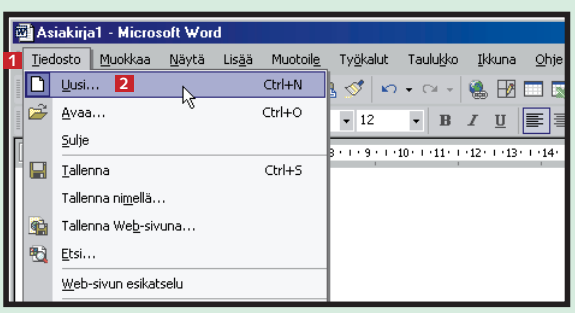 Asiakirja1 - Microsoft Word
1 Tiedosto Muokkaa Näytä Lisää Muotoile Työkalut Taulukko Ikkuna Ohje
Uusi... 2 Ctrl+N
Avaa... Ctrl+O
12 B I U
Sulje
8 9 10 11 12 13 14
Tallenna Ctrl+S
Tallenna nimellä...
Tallenna Web-sivuna...
Etsi...
Web-sivun esikatselu